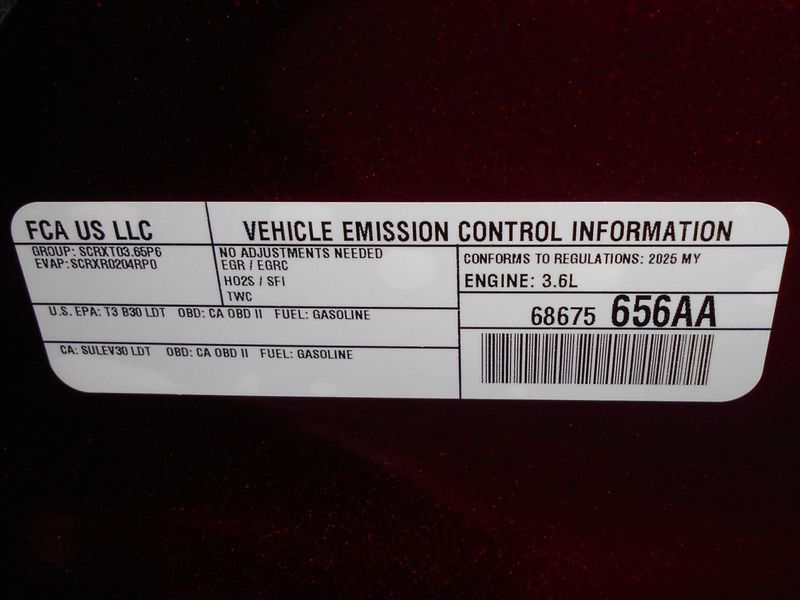 FCA US LLC
VEHICLE EMISSION CONTROL INFORMATION
GROUP: SCRXT03.65P6
EVAP: SCRXR0204RP0
NO ADJUSTMENTS NEEDED
EGR / EGRC
HO2S / SFI
TWC
CONFORMS TO REGULATIONS: 2025 MY
ENGINE: 3.6L
U.S. EPA: T3 B30 LDT OBD: CA OBD II FUEL: GASOLINE
CA: SULEV30 LDT OBD: CA OBD II FUEL: GASOLINE
68675 656AA